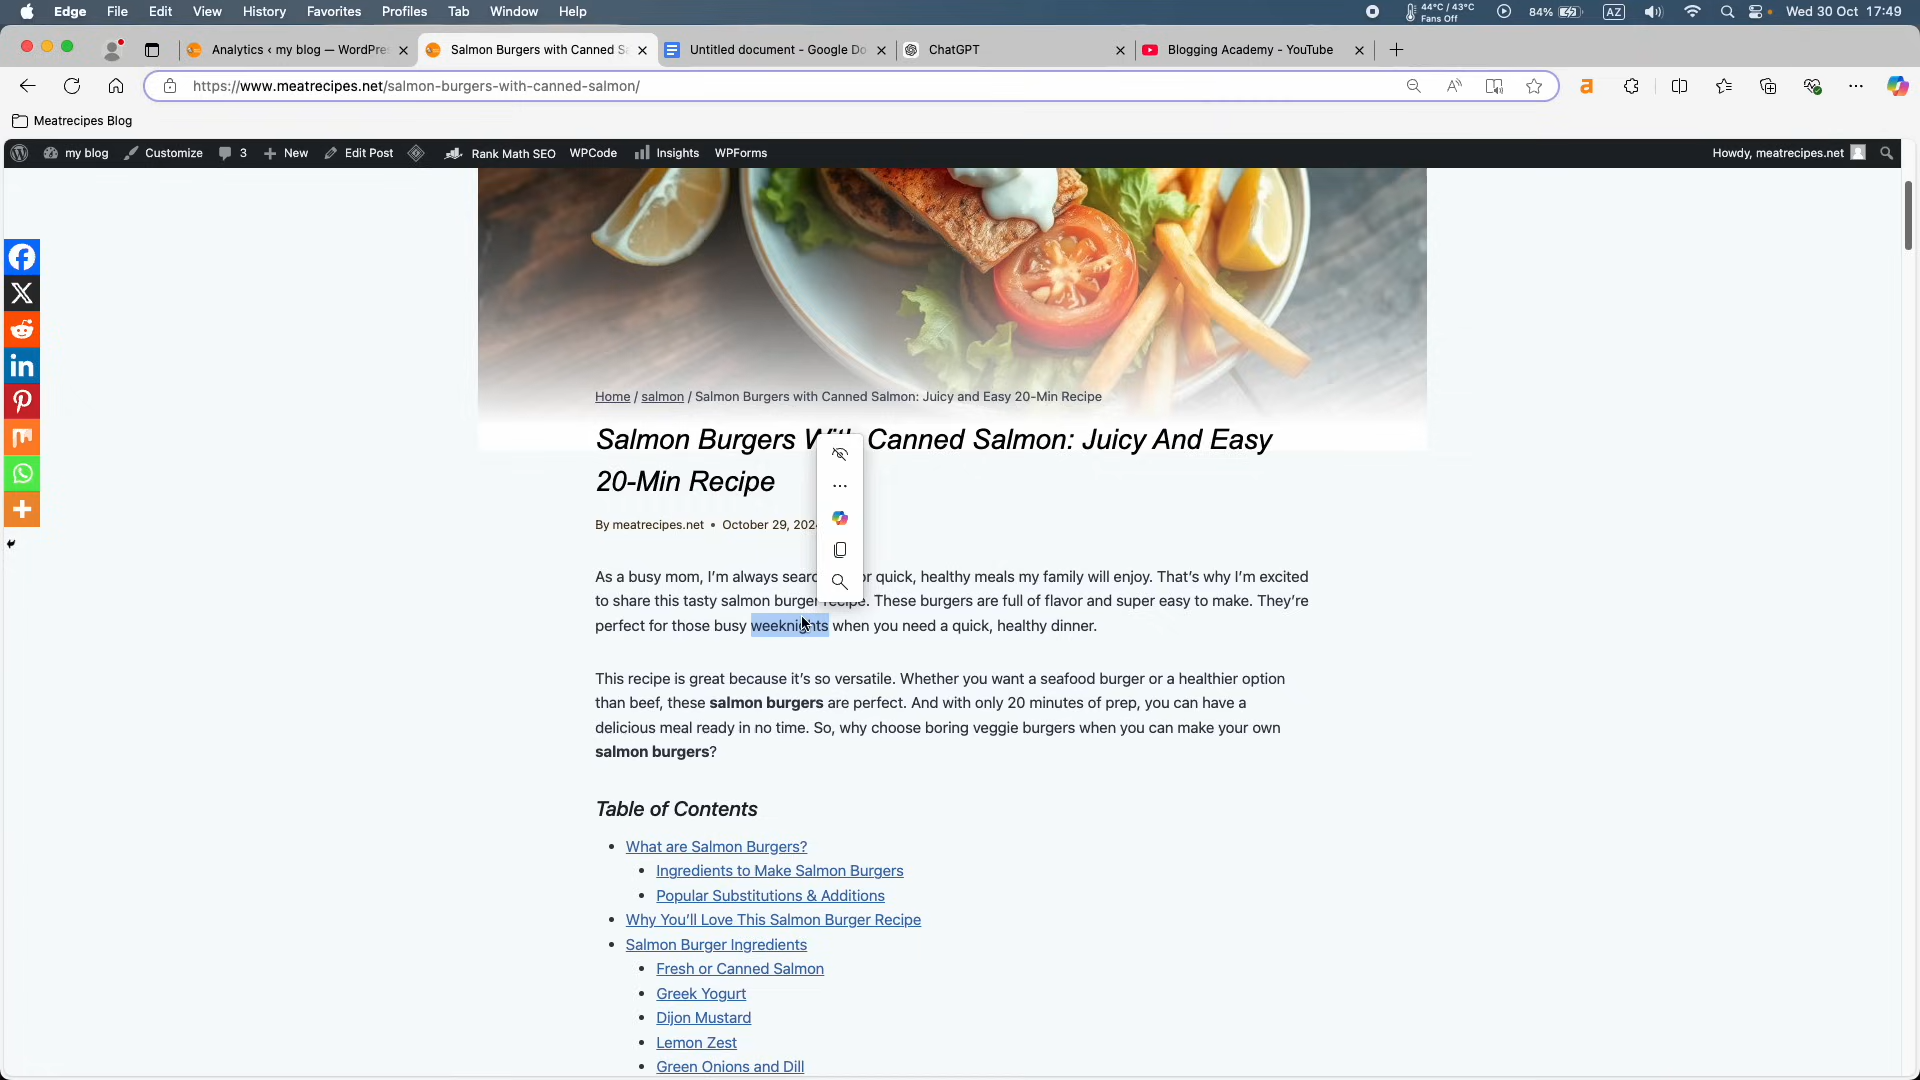 Edge File Edit View History Favorites Profiles Tab Window Help 44°C / 43°C Fans Off 84% AZ Wed 30 Oct 17:49
Analytics ‹ my blog — WordPre Salmon Burgers with Canned S Untitled document - Google Do ChatGPT Blogging Academy - YouTube
https://www.meatrecipes.net/salmon-burgers-with-canned-salmon/
Meatrecipes Blog
my blog Customize 3 New Edit Post Rank Math SEO WPCode Insights WPForms Howdy, meatrecipes.net
Home / salmon / Salmon Burgers with Canned Salmon: Juicy and Easy 20-Min Recipe
Salmon Burgers Canned Salmon: Juicy And Easy
20-Min Recipe
By meatrecipes.net • October 29, 202
As a busy mom, I'm always quick, healthy meals my family will enjoy. That's why I'm excited
to share this tasty salmon burger recipe. These burgers are full of flavor and super easy to make. They're
perfect for those busy weeknights when you need a quick, healthy dinner.
This recipe is great because it's so versatile. Whether you want a seafood burger or a healthier option
than beef, these salmon burgers are perfect. And with only 20 minutes of prep, you can have a
delicious meal ready in no time. So, why choose boring veggie burgers when you can make your own
salmon burgers?
Table of Contents
• What are Salmon Burgers?
• Ingredients to Make Salmon Burgers
• Popular Substitutions & Additions
• Why You'll Love This Salmon Burger Recipe
• Salmon Burger Ingredients
• Fresh or Canned Salmon
• Greek Yogurt
• Dijon Mustard
• Lemon Zest
• Green Onions and Dill